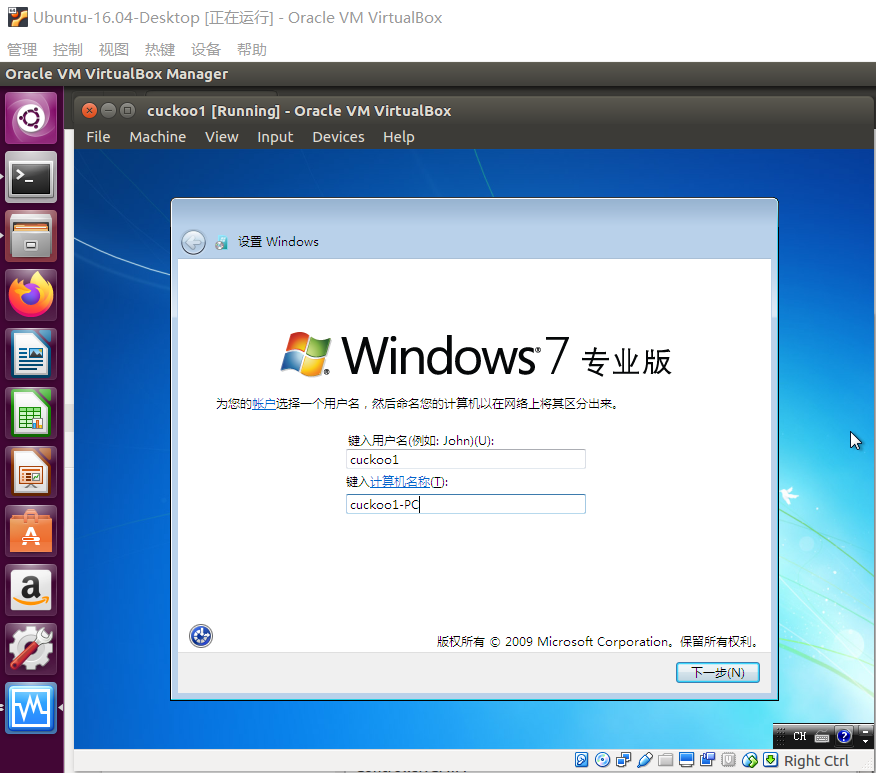 Ubuntu-16.04-Desktop [正在运行] - Oracle VM VirtualBox
管理 控制 视图 热键 设备 帮助
Oracle VM VirtualBox Manager
cuckoo1 [Running] - Oracle VM VirtualBox
File Machine View Input Devices Help
设置 Windows
Windows® 7 专业版
为您的帐户选择一个用户名，然后命名您的计算机以在网络上将其区分出来。
键入用户名(例如: John)(U):
cuckoo1
键入计算机名称(T):
cuckoo1-PC
版权所有 © 2009 Microsoft Corporation。保留所有权利。
下一步(N)
CH
Right Ctrl